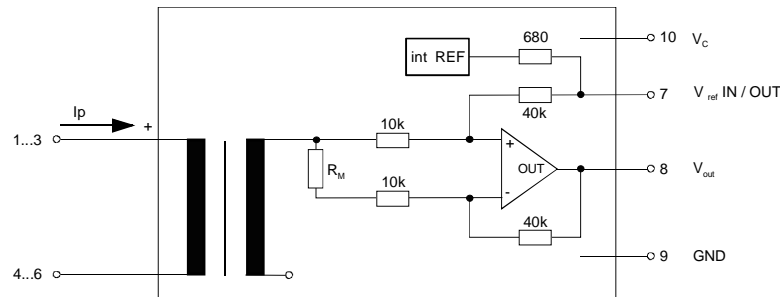 10 V_C
680
int REF
7 V_ref IN / OUT
Ip
+
40k
1...3
10k
+
R_M
10k
OUT
8 V_out
-
40k
9 GND
4...6